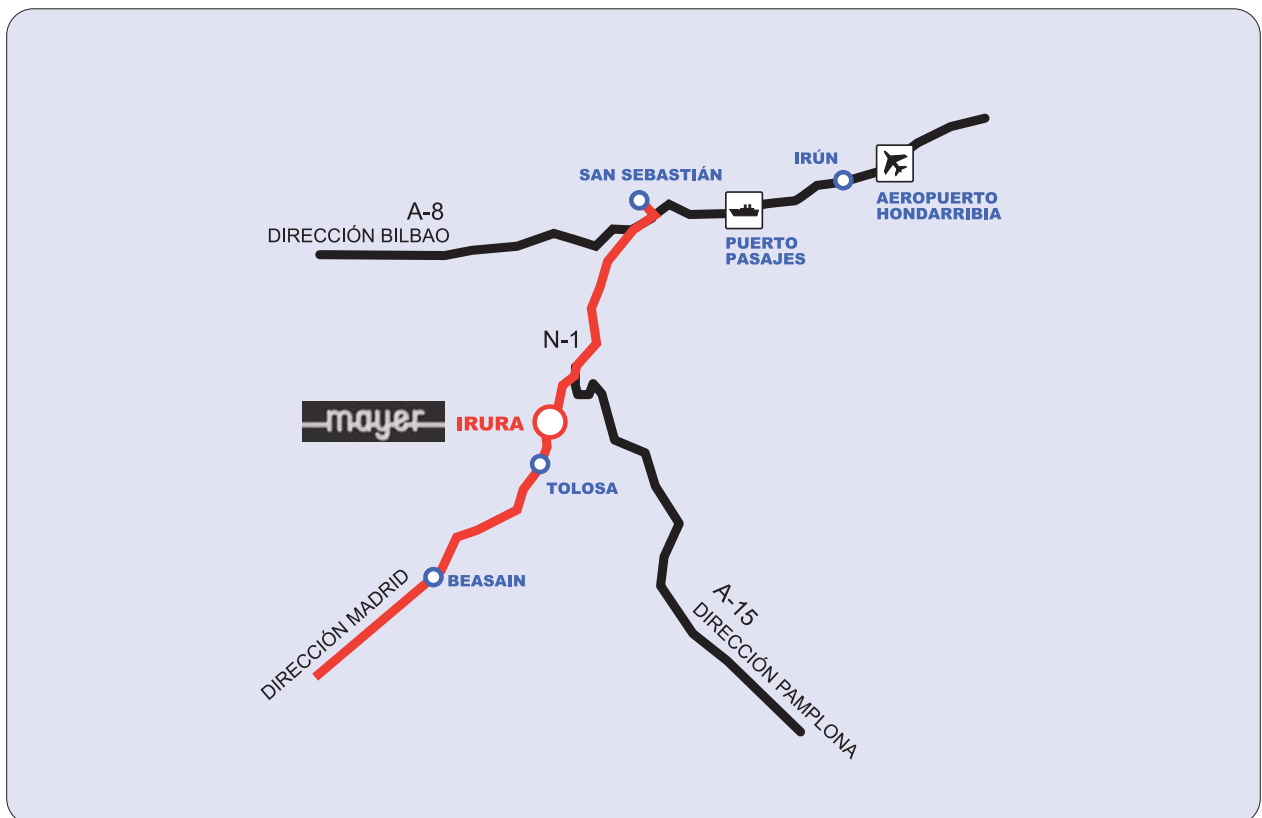 IRÚN
SAN SEBASTIÁN
AEROPUERTO
HONDARRIBIA
A-8
DIRECCIÓN BILBAO
PUERTO
PASAJES
N-1
mayer
IRURA
TOLOSA
BEASAIN
DIRECCIÓN MADRID
A-15
DIRECCIÓN PAMPLONA